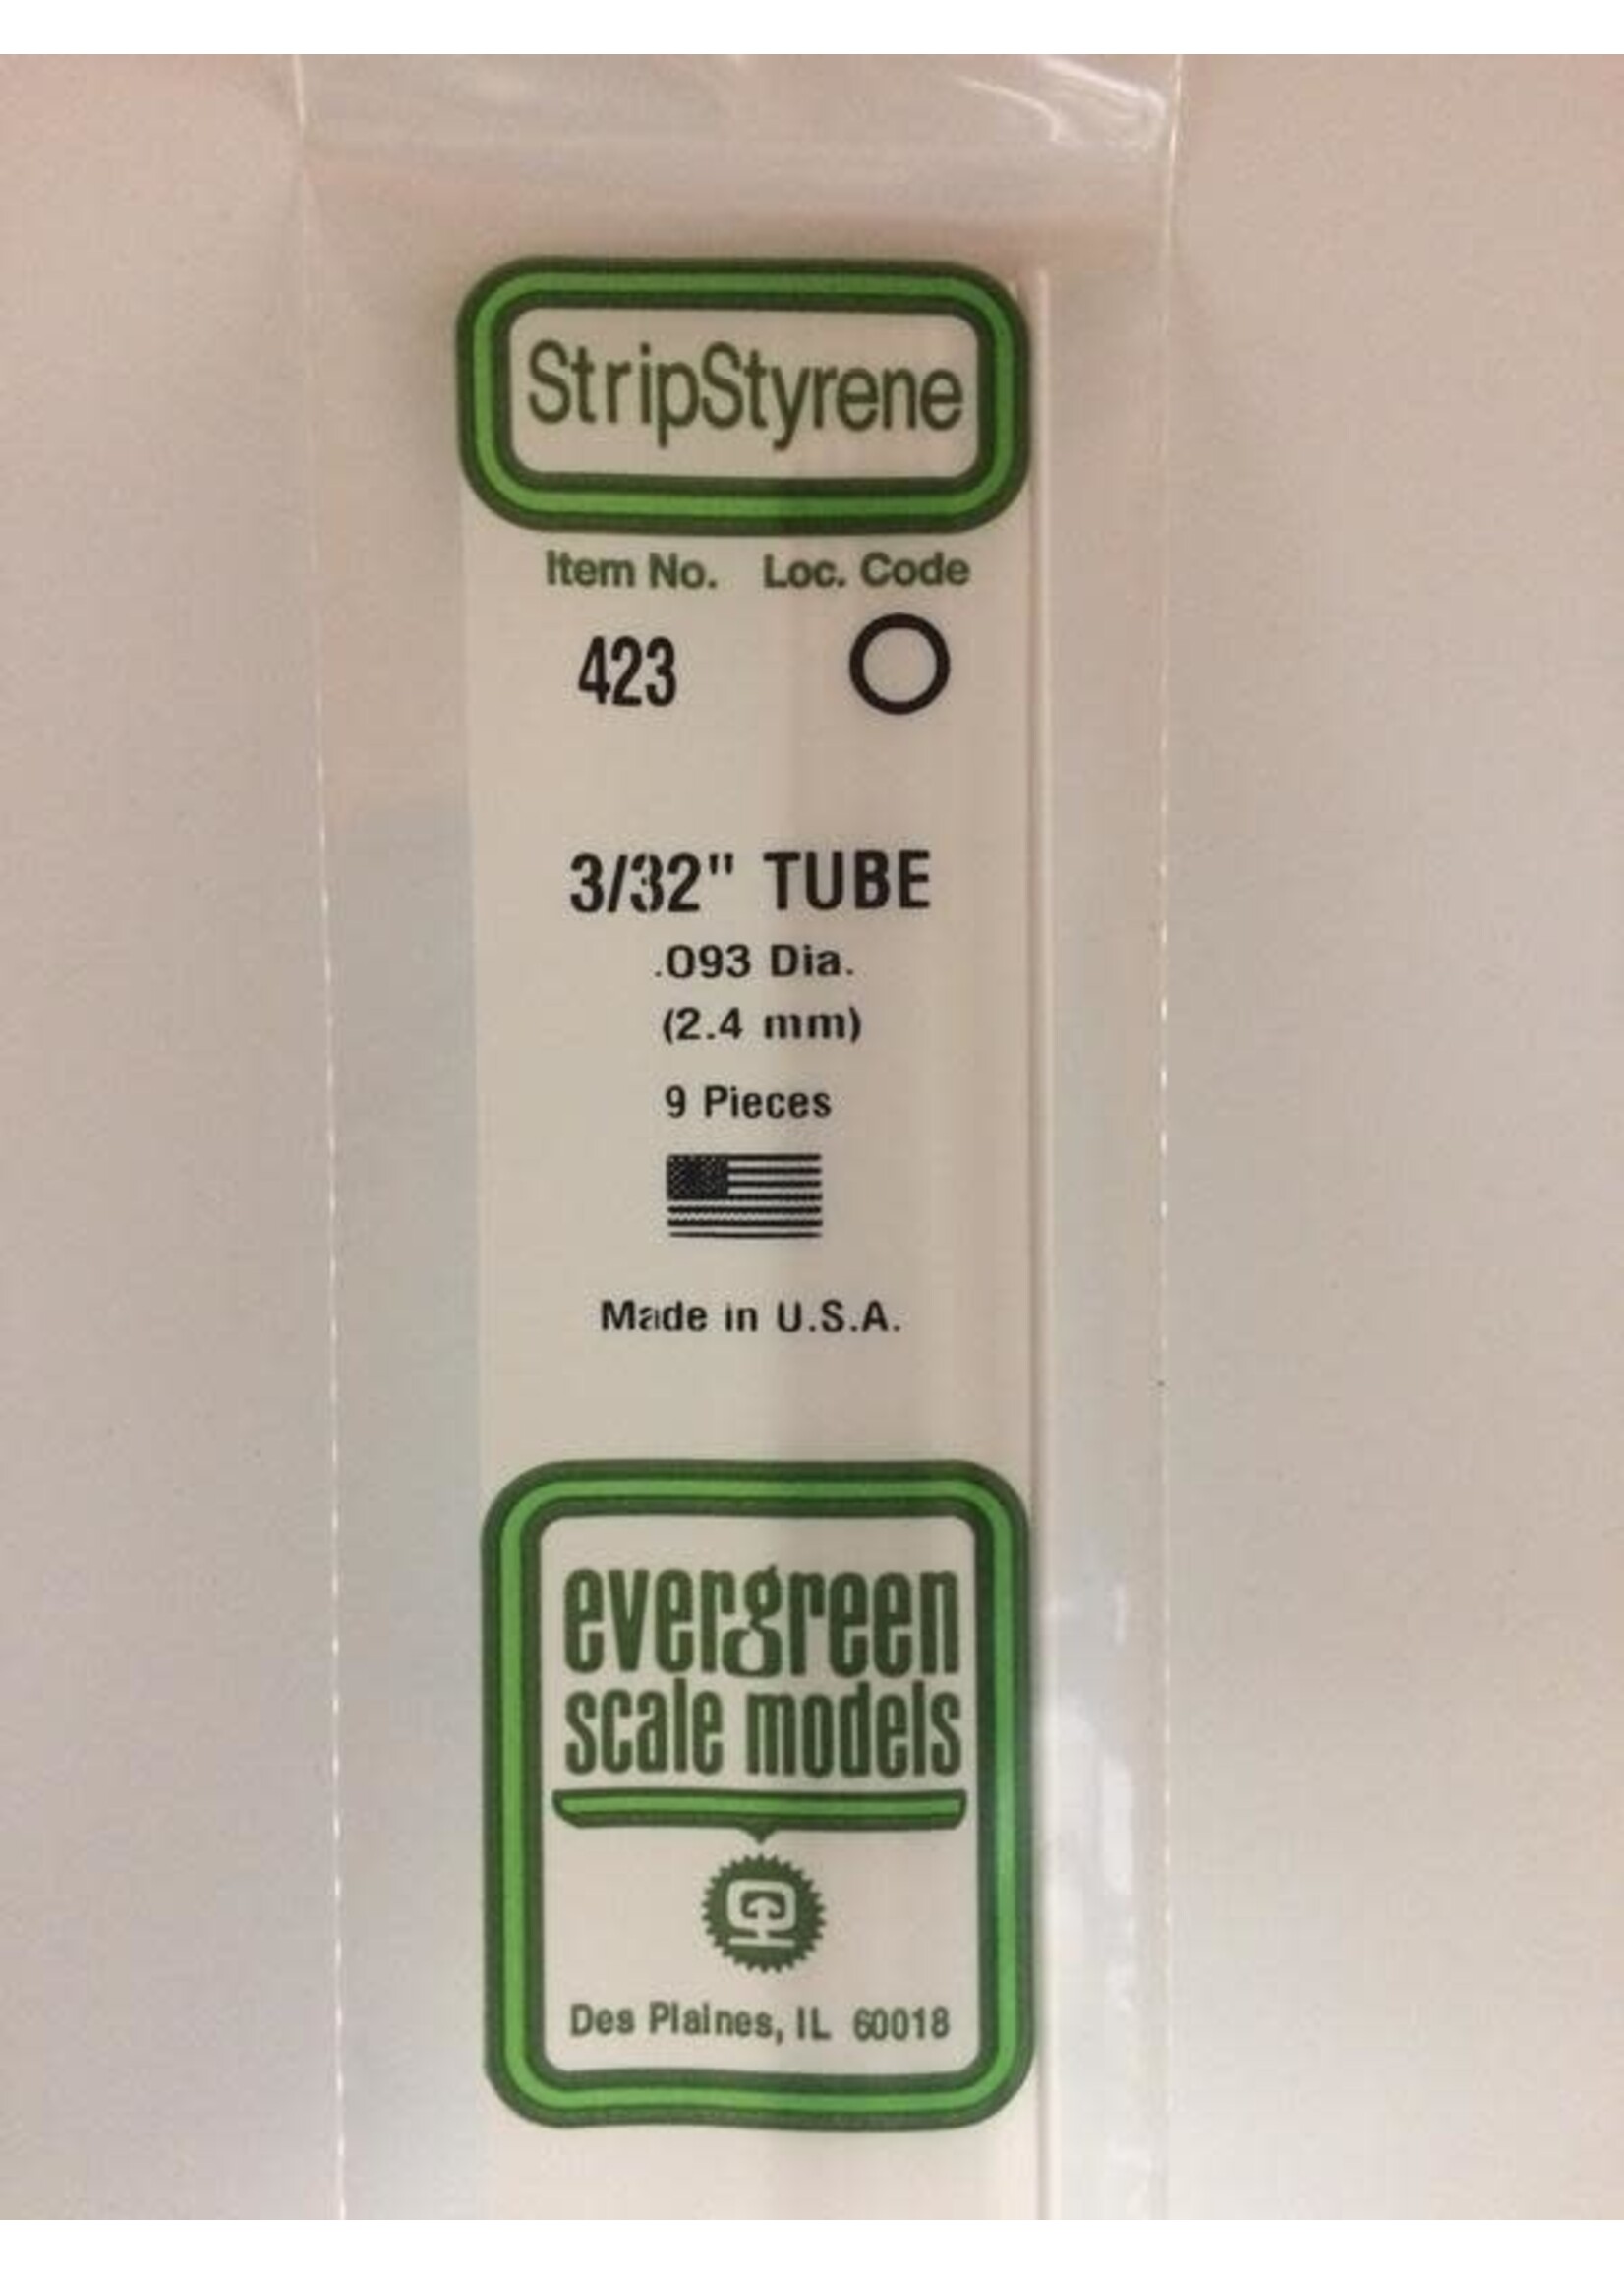 StripStyrene
Item No. Loc. Code
423
3/32" TUBE
.093 Dia.
(2.4 mm)
9 Pieces
Made in U.S.A.
evergreen
scale models
Des Plaines, IL 60018